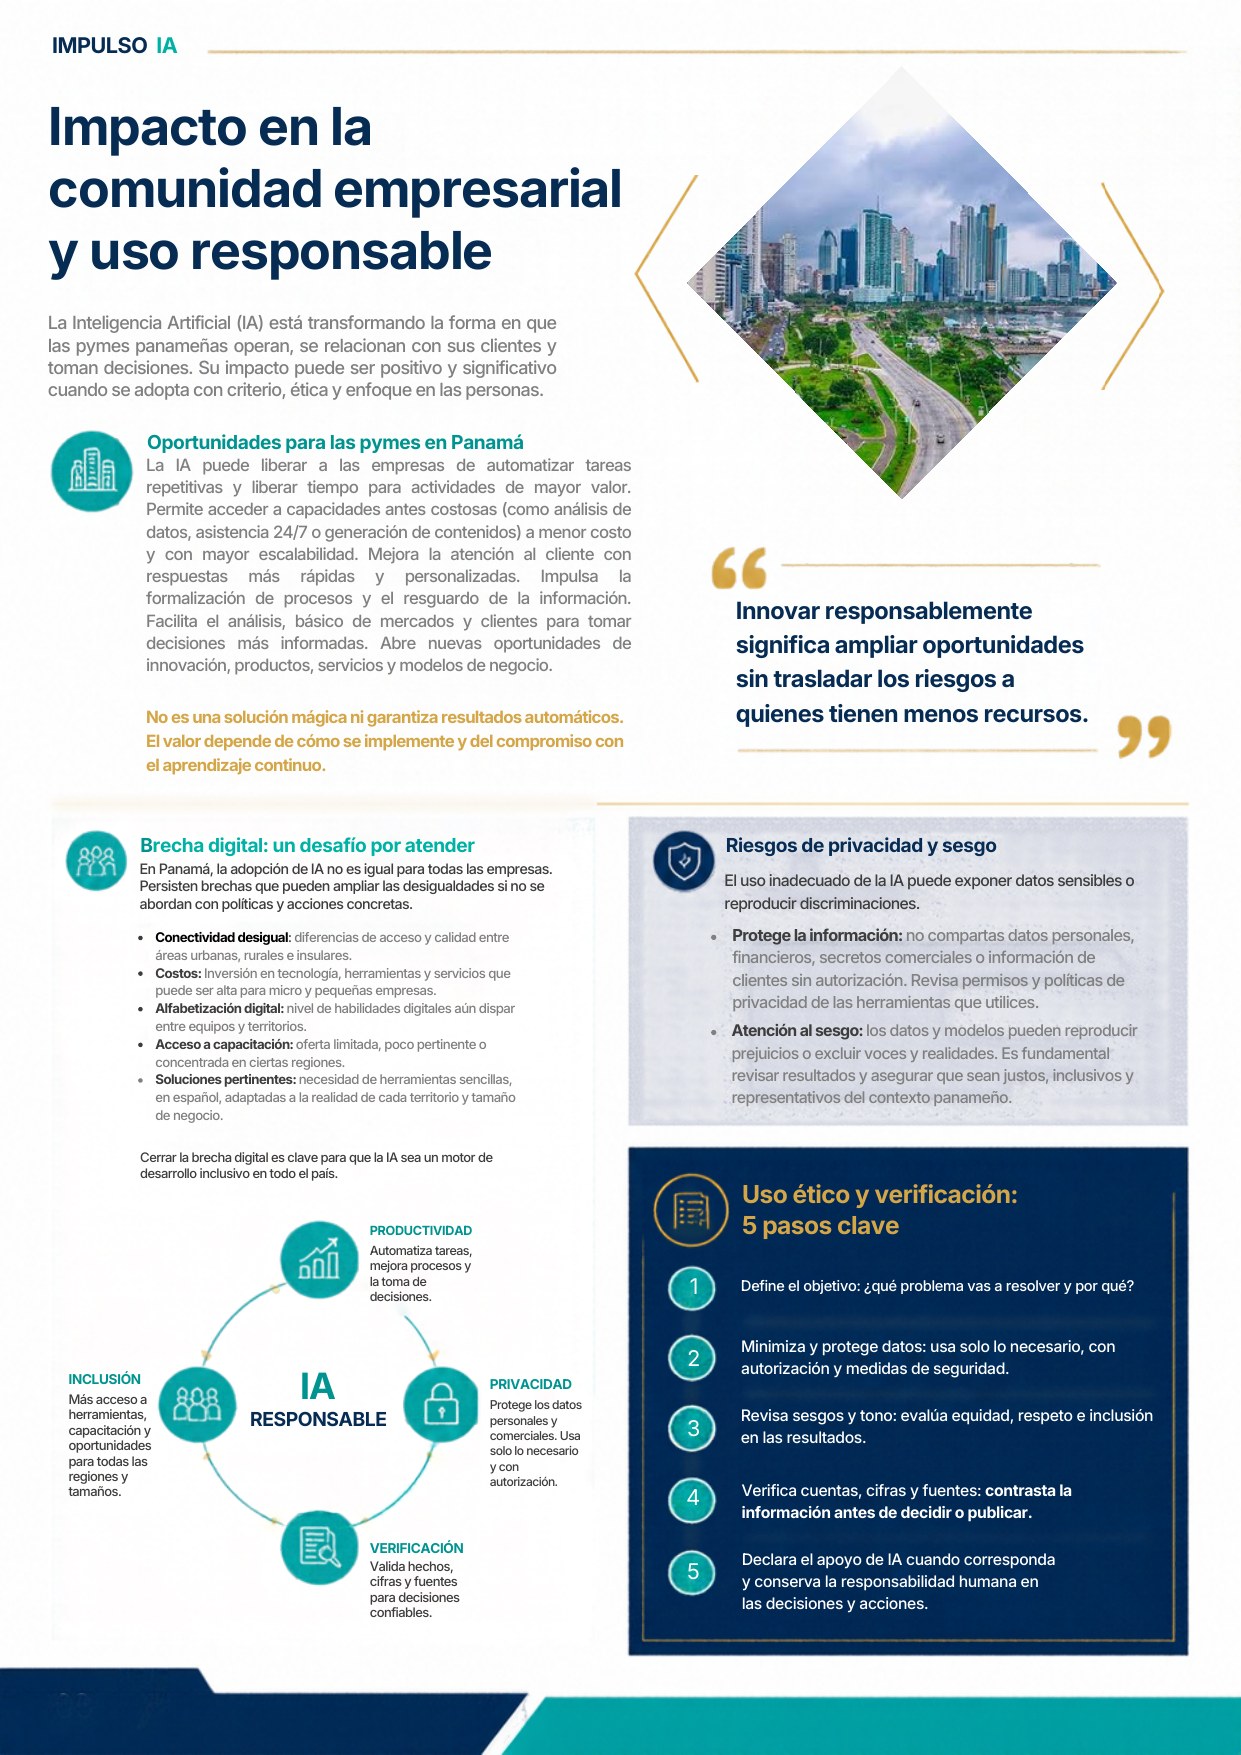 IMPULSO IA
Impacto en la
comunidad empresarial
y uso responsable
La Inteligencia Artificial (IA) está transformando la forma en que
las pymes panameñas operan, se relacionan con sus clientes y
toman decisiones. Su impacto puede ser positivo y significativo
cuando se adopta con criterio, ética y enfoque en las personas.
Oportunidades para las pymes en Panamá
La IA puede liberar a las empresas de automatizar tareas
repetitivas y liberar tiempo para actividades de mayor valor.
Permite acceder a capacidades antes costosas (como análisis de
datos, asistencia 24/7 o generación de contenidos) a menor costo
y con mayor escalabilidad. Mejora la atención al cliente con
respuestas más rápidas y personalizadas. Impulsa la
formalización de procesos y el resguardo de la información.
Facilita el análisis, básico de mercados y clientes para tomar
decisiones más informadas. Abre nuevas oportunidades de
innovación, productos, servicios y modelos de negocio.
No es una solución mágica ni garantiza resultados automáticos.
El valor depende de cómo se implemente y del compromiso con
el aprendizaje continuo.
“
Innovar responsablemente
significa ampliar oportunidades
sin trasladar los riesgos a
quienes tienen menos recursos.
”
Brecha digital: un desafío por atender
En Panamá, la adopción de IA no es igual para todas las empresas.
Persisten brechas que pueden ampliar las desigualdades si no se
abordan con políticas y acciones concretas.
• Conectividad desigual: diferencias de acceso y calidad entre
áreas urbanas, rurales e insulares.
• Costos: Inversión en tecnología, herramientas y servicios que
puede ser alta para micro y pequeñas empresas.
• Alfabetización digital: nivel de habilidades digitales aún dispar
entre equipos y territorios.
• Acceso a capacitación: oferta limitada, poco pertinente o
concentrada en ciertas regiones.
• Soluciones pertinentes: necesidad de herramientas sencillas,
en español, adaptadas a la realidad de cada territorio y tamaño
de negocio.
Cerrar la brecha digital es clave para que la IA sea un motor de
desarrollo inclusivo en todo el país.
PRODUCTIVIDAD
Automatiza tareas,
mejora procesos y
la toma de
decisiones.
INCLUSIÓN
Más acceso a
herramientas,
capacitación y
oportunidades
para todas las
regiones y
tamaños.
IA
RESPONSABLE
PRIVACIDAD
Protege los datos
personales y
comerciales. Usa
solo lo necesario
y con
autorización.
VERIFICACIÓN
Valida hechos,
cifras y fuentes
para decisiones
confiables.
Riesgos de privacidad y sesgo
El uso inadecuado de la IA puede exponer datos sensibles o
reproducir discriminaciones.
• Protege la información: no compartas datos personales,
financieros, secretos comerciales o información de
clientes sin autorización. Revisa permisos y políticas de
privacidad de las herramientas que utilices.
• Atención al sesgo: los datos y modelos pueden reproducir
prejuicios o excluir voces y realidades. Es fundamental
revisar resultados y asegurar que sean justos, inclusivos y
representativos del contexto panameño.
Uso ético y verificación:
5 pasos clave
1
Define el objetivo: ¿qué problema vas a resolver y por qué?
2
Minimiza y protege datos: usa solo lo necesario, con
autorización y medidas de seguridad.
3
Revisa sesgos y tono: evalúa equidad, respeto e inclusión
en las resultados.
4
Verifica cuentas, cifras y fuentes: contrasta la
información antes de decidir o publicar.
5
Declara el apoyo de IA cuando corresponda
y conserva la responsabilidad humana en
las decisiones y acciones.